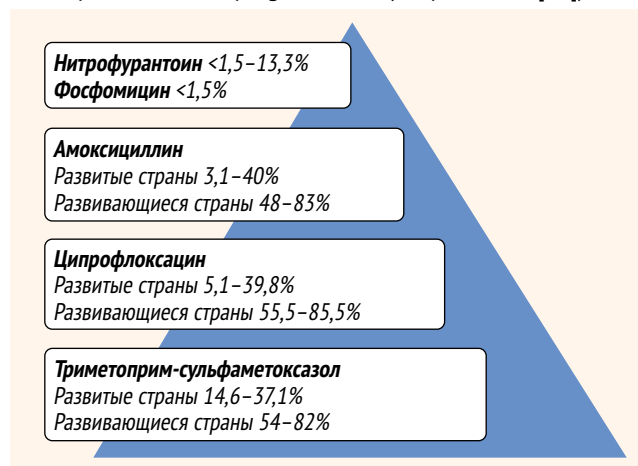 Нитрофурантоин <1,5–13,3%
Фосфомицин <1,5%
Амоксициллин
Развитые страны 3,1–40%
Развивающиеся страны 48–83%
Ципрофлоксацин
Развитые страны 5,1–39,8%
Развивающиеся страны 55,5–85,5%
Триметоприм-сульфаметоксазол
Развитые страны 14,6–37,1%
Развивающиеся страны 54–82%